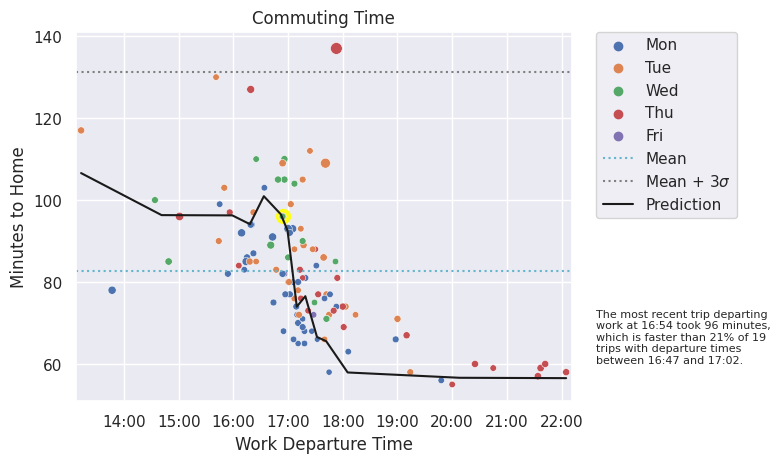 Commuting Time
140
120
100
80
60
Minutes to Home
14:00 15:00 16:00 17:00 18:00 19:00 20:00 21:00 22:00
Work Departure Time
Mon
Tue
Wed
Thu
Fri
Mean
Mean + 3σ
Prediction
The most recent trip departing
work at 16:54 took 96 minutes,
which is faster than 21% of 19
trips with departure times
between 16:47 and 17:02.